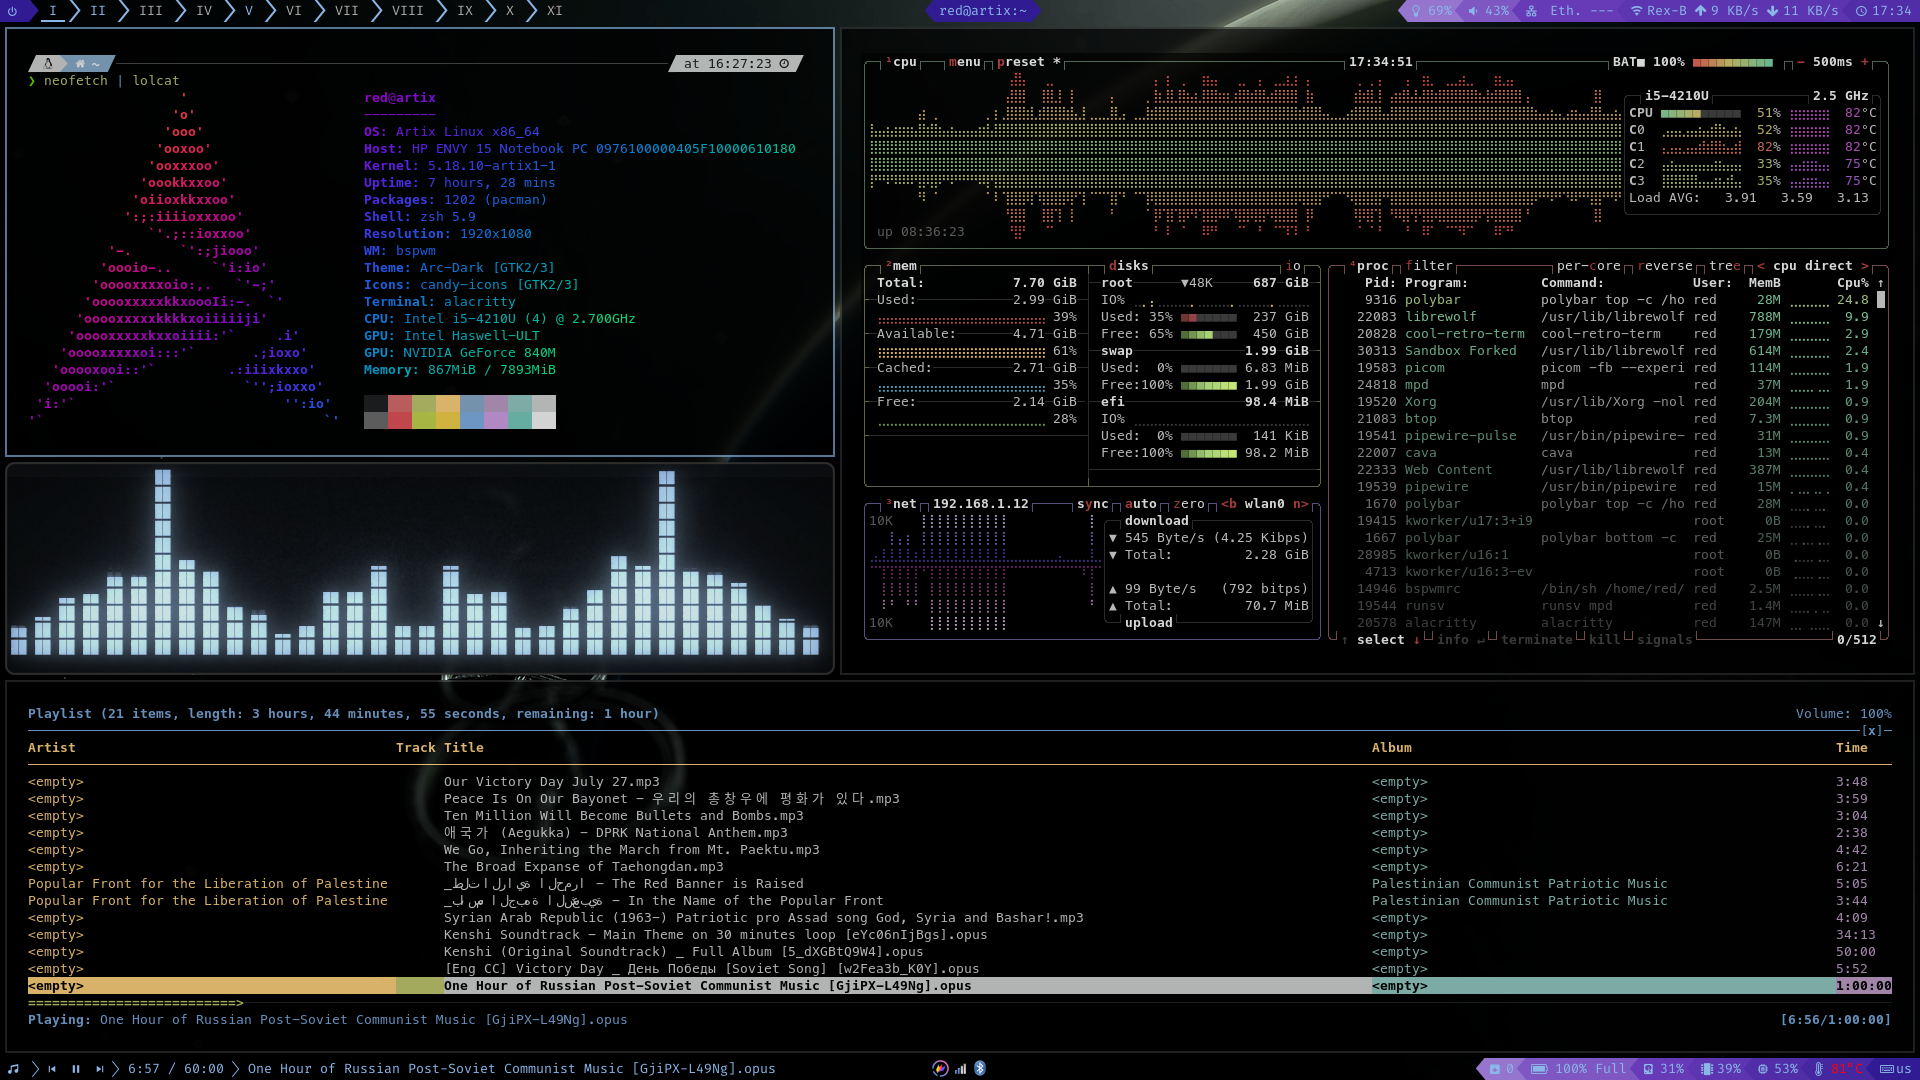 I II III IV V VI VII VIII IX X XI
red@artix:~
69% 43% Eth. --- Rex-B 9 KB/s 11 KB/s 17:34
~ at 16:27:23
❯ neofetch | lolcat
'
'o'
'ooo'
'ooxoo'
'ooxxxoo'
'oookkxxoo'
'oiioxkkxxoo'
':;:iiiioxxxoo'
`'.;::ioxxoo'
'-. `':;jiooo'
'oooio-.. `'i:io'
'ooooxxxxoio:,. `'-;'
'ooooxxxxxkkxoooIi:-. `'
'ooooxxxxxkkkkxoiiiiiji'
'ooooxxxxxkxxoiiii:'` .i'
'ooooxxxxxoi:::'` .;ioxo'
'ooooxooi::'` .:iiixkxxo'
'ooooi:'` `'';ioxxo'
'i:'` '':io'
'` `'
red@artix
---------
OS: Artix Linux x86_64
Host: HP ENVY 15 Notebook PC 0976100000405F10000610180
Kernel: 5.18.10-artix1-1
Uptime: 7 hours, 28 mins
Packages: 1202 (pacman)
Shell: zsh 5.9
Resolution: 1920x1080
WM: bspwm
Theme: Arc-Dark [GTK2/3]
Icons: candy-icons [GTK2/3]
Terminal: alacritty
CPU: Intel i5-4210U (4) @ 2.700GHz
GPU: Intel Haswell-ULT
GPU: NVIDIA GeForce 840M
Memory: 867MiB / 7893MiB
¹cpu menu preset * 17:34:51 BAT■ 100% - 500ms +
i5-4210U 2.5 GHz
CPU 51% 82°C
C0 52% 82°C
C1 82% 82°C
C2 33% 75°C
C3 35% 75°C
Load AVG: 3.91 3.59 3.13
up 08:36:23
²mem
Total: 7.70 GiB
Used: 2.99 GiB
39%
Available: 4.71 GiB
61%
Cached: 2.71 GiB
35%
Free: 2.14 GiB
28%
disks io
root ▼48K 687 GiB
IO%
Used: 35% 237 GiB
Free: 65% 450 GiB
swap 1.99 GiB
Used: 0% 6.83 MiB
Free:100% 1.99 GiB
efi 98.4 MiB
IO%
Used: 0% 141 KiB
Free:100% 98.2 MiB
³net 192.168.1.12 sync auto zero <b wlan0 n>
10K
download
▼ 545 Byte/s (4.25 Kibps)
▼ Total: 2.28 GiB
▲ 99 Byte/s (792 bitps)
▲ Total: 70.7 MiB
upload
10K
⁴proc filter per-core reverse tree < cpu direct >
Pid: Program: Command: User: MemB Cpu% ↑
9316 polybar polybar top -c /ho red 28M 24.8
22083 librewolf /usr/lib/librewolf red 788M 9.9
20828 cool-retro-term cool-retro-term red 179M 2.9
30313 Sandbox Forked /usr/lib/librewolf red 614M 2.4
19583 picom picom -fb --experi red 114M 1.9
24818 mpd mpd red 37M 1.9
19520 Xorg /usr/lib/Xorg -nol red 204M 0.9
21083 btop btop red 7.3M 0.9
19541 pipewire-pulse /usr/bin/pipewire- red 31M 0.9
22007 cava cava red 13M 0.4
22333 Web Content /usr/lib/librewolf red 387M 0.4
19539 pipewire /usr/bin/pipewire red 15M 0.4
1670 polybar polybar top -c /ho red 28M 0.0
19415 kworker/u17:3+i9 root 0B 0.0
1667 polybar polybar bottom -c red 25M 0.0
28985 kworker/u16:1 root 0B 0.0
4713 kworker/u16:3-ev root 0B 0.0
14946 bspwmrc /bin/sh /home/red/ red 2.5M 0.0
19544 runsv runsv mpd red 1.4M 0.0
20578 alacritty alacritty red 147M 0.0 ↓
↑ select ↓ info ↵ terminate kill signals 0/512
Playlist (21 items, length: 3 hours, 44 minutes, 55 seconds, remaining: 1 hour) Volume: 100%
[x]
Artist Track Title Album Time
<empty> Our Victory Day July 27.mp3 <empty> 3:48
<empty> Peace Is On Our Bayonet - 우리의 총창우에 평화가 있다.mp3 <empty> 3:59
<empty> Ten Million Will Become Bullets and Bombs.mp3 <empty> 3:04
<empty> 애국가 (Aegukka) - DPRK National Anthem.mp3 <empty> 2:38
<empty> We Go, Inheriting the March from Mt. Paektu.mp3 <empty> 4:42
<empty> The Broad Expanse of Taehongdan.mp3 <empty> 6:21
Popular Front for the Liberation of Palestine - The Red Banner is Raised Palestinian Communist Patriotic Music 5:05
Popular Front for the Liberation of Palestine - In the Name of the Popular Front Palestinian Communist Patriotic Music 3:44
<empty> Syrian Arab Republic (1963-) Patriotic pro Assad song God, Syria and Bashar!.mp3 <empty> 4:09
<empty> Kenshi Soundtrack - Main Theme on 30 minutes loop [eYc06nIjBgs].opus <empty> 34:13
<empty> Kenshi (Original Soundtrack) _ Full Album [5_dXGBtQ9W4].opus <empty> 50:00
<empty> [Eng CC] Victory Day _ День Победы [Soviet Song] [w2Fea3b_K0Y].opus <empty> 5:52
<empty> One Hour of Russian Post-Soviet Communist Music [GjiPX-L49Ng].opus <empty> 1:00:00
==========================>
Playing: One Hour of Russian Post-Soviet Communist Music [GjiPX-L49Ng].opus [6:56/1:00:00]
6:57 / 60:00 One Hour of Russian Post-Soviet Communist Music [GjiPX-L49Ng].opus
0 100% Full 31% 39% 53% 81°C us